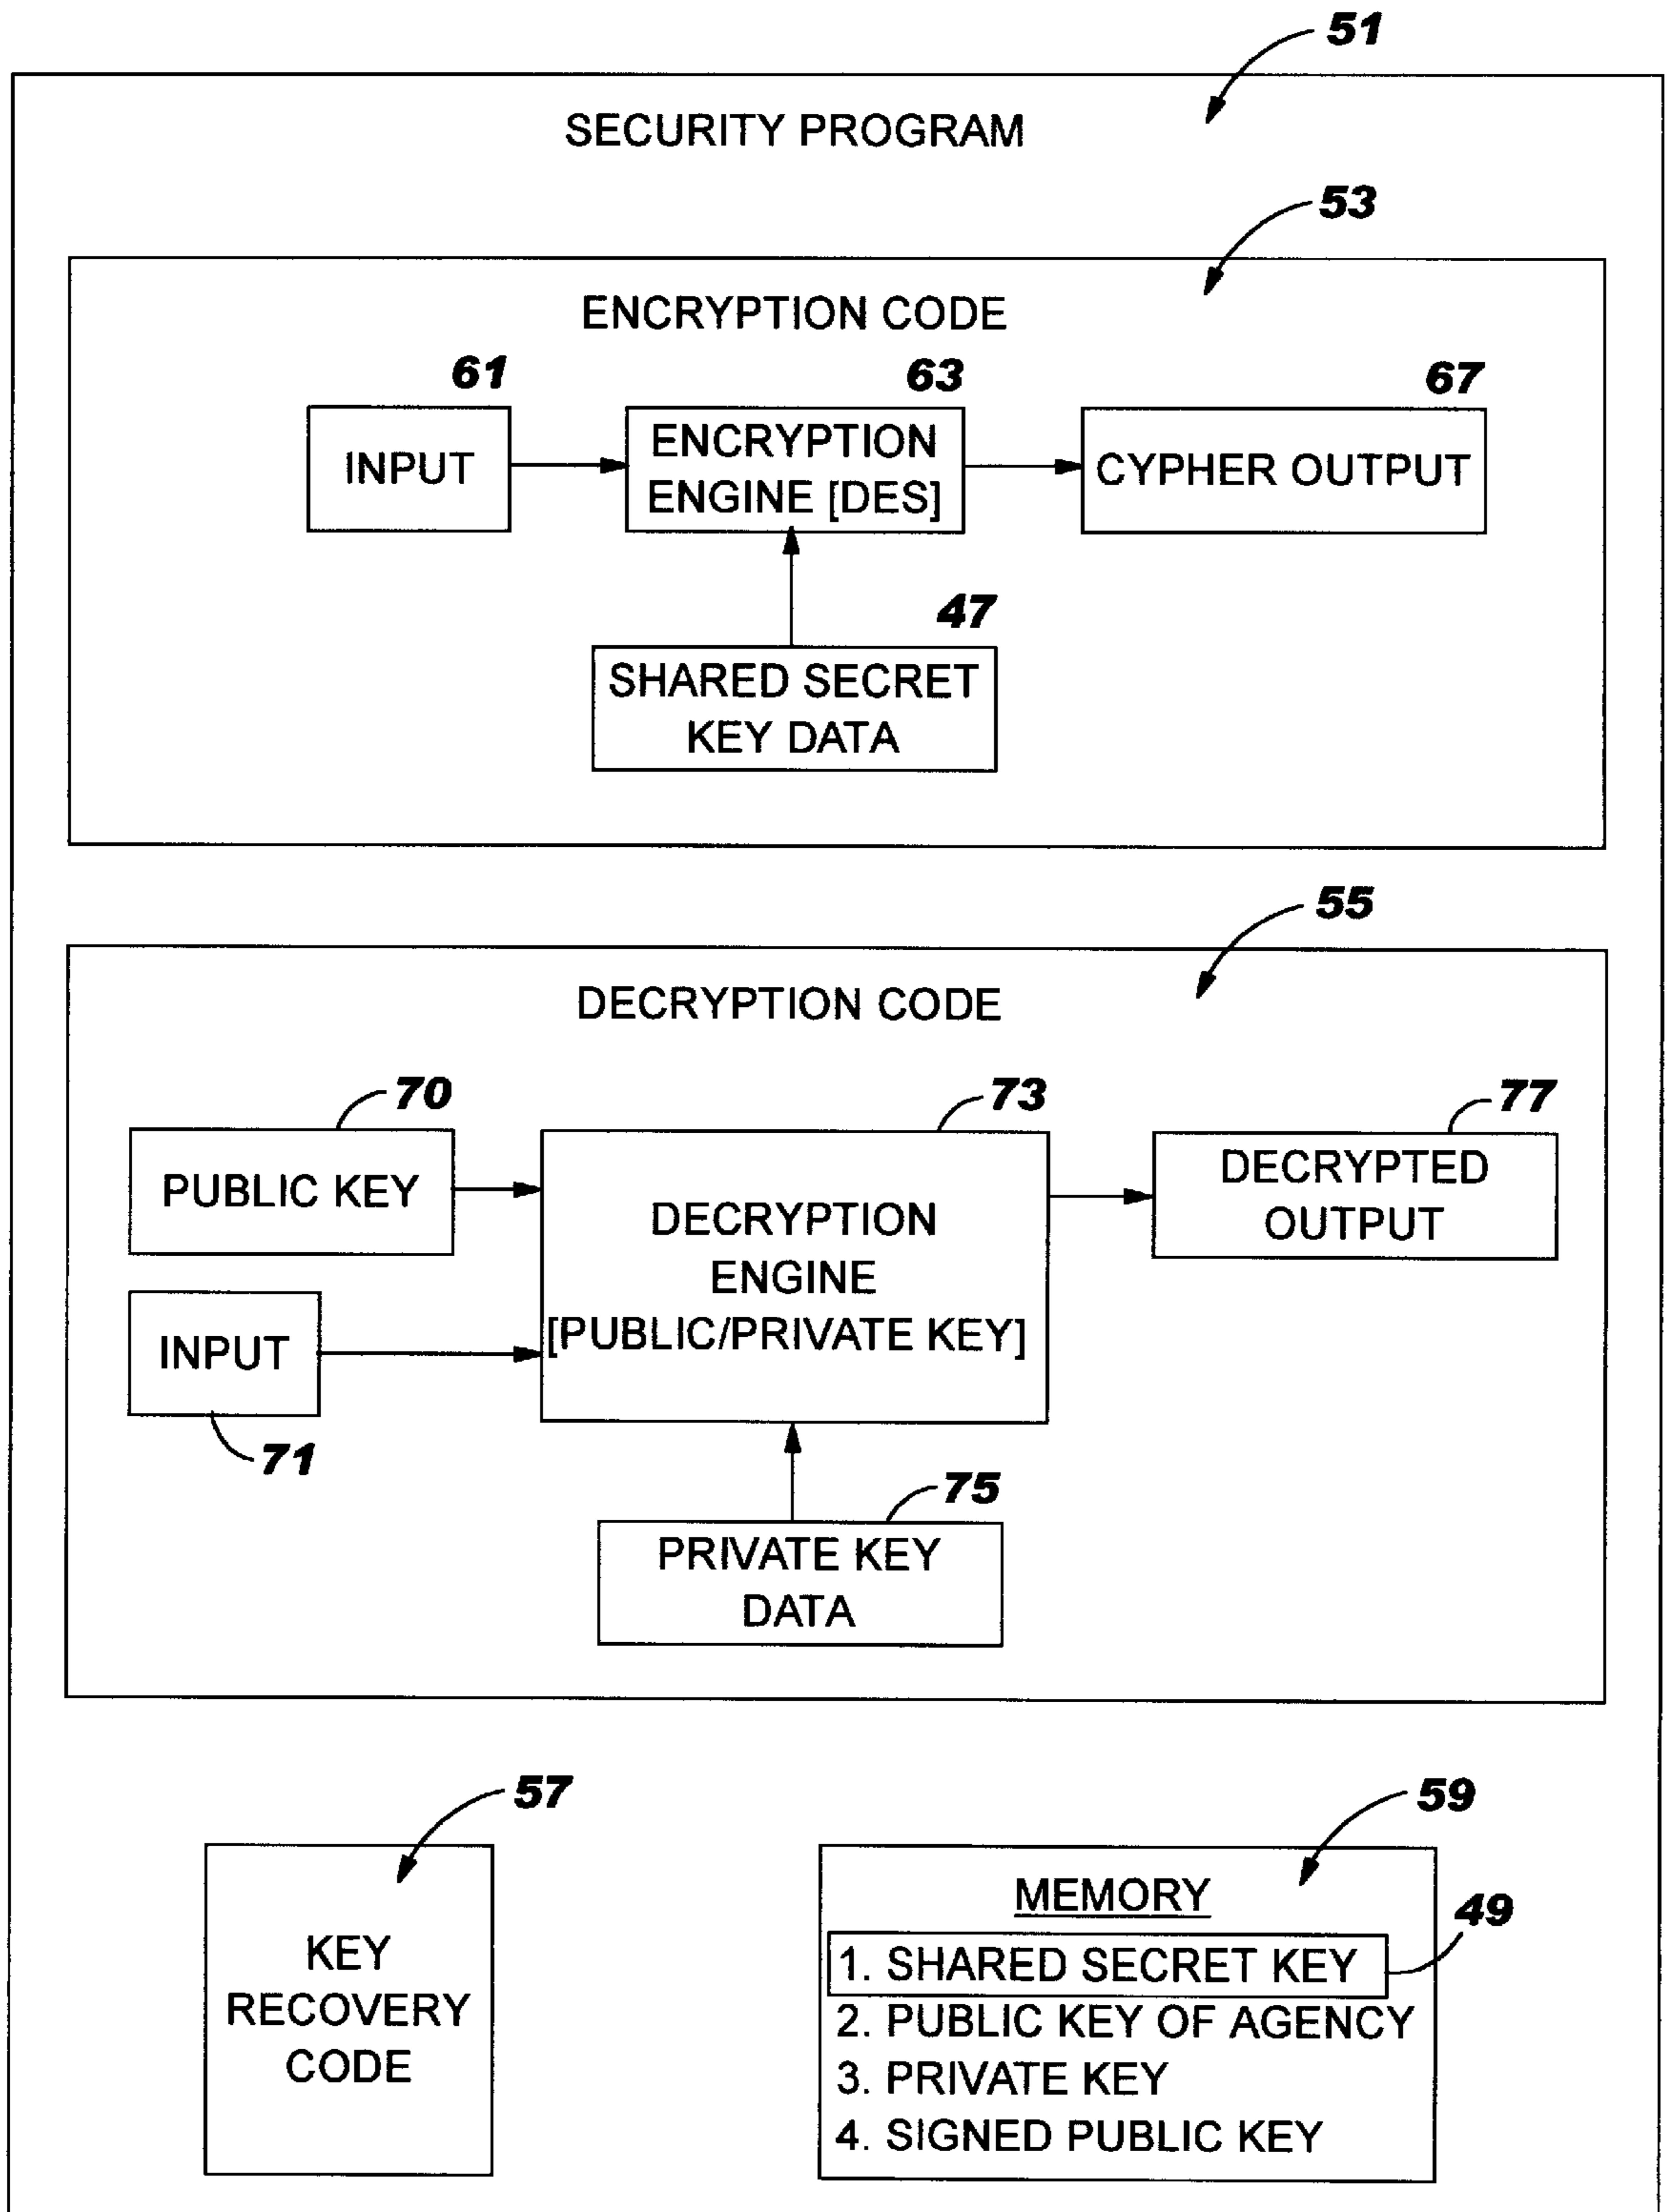 51
SECURITY PROGRAM
53
ENCRYPTION CODE
61
63
67
INPUT
ENCRYPTION
ENGINE [DES]
CYPHER OUTPUT
47
SHARED SECRET
KEY DATA
55
DECRYPTION CODE
70
73
77
PUBLIC KEY
DECRYPTION
ENGINE
[PUBLIC/PRIVATE KEY]
DECRYPTED
OUTPUT
INPUT
71
75
PRIVATE KEY
DATA
57
KEY
RECOVERY
CODE
59
MEMORY
49
1. SHARED SECRET KEY
2. PUBLIC KEY OF AGENCY
3. PRIVATE KEY
4. SIGNED PUBLIC KEY